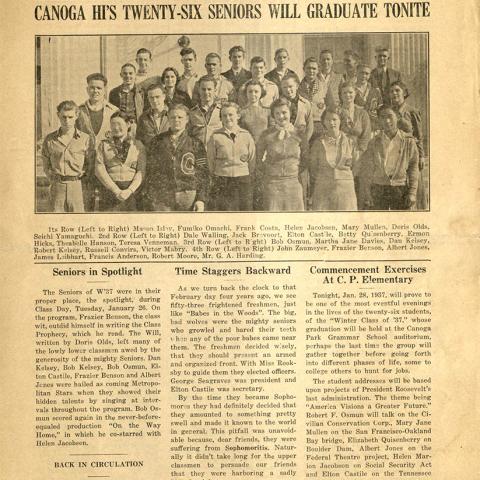 CANOGA HI'S TWENTY-SIX SENIORS WILL GRADUATE TONITE
1ts Row (Left to Right) Mason Isby, Fumiko Omachi, Frank Costa, Helen Jacobsen, Mary Mullen, Doris Olds,
Seichi Yamaguchi. 2nd Row (Left to Right) Dale Walling, Jack Brevoort, Elton Castle, Betty Quisenberry, Ermon
Hicks, Theabelle Hanson, Teresa Venneman. 3rd Row (Left to Right) Bob Osmun, Martha Jane Davies, Dan Kelsey,
Robert Kelsey, Russell Convirs, Victor Mabry. 4th Row (Left to Right) John Zaumeyer, Frazier Benson, Albert Jones,
James Liibhart, Francis Anderson, Robert Moore, Mr. G. A. Harding.
Seniors in Spotlight
The Seniors of W'37 were in their
proper place, the spotlight, during
Class Day, Tuesday, January 26. On
the program, Frazier Benson, the class
wit, outdid himself in writing the Class
Prophecy, which he read. The Will,
written by Doris Olds, left many of
the lowly lower classmen awed by the
generosity of the mighty Seniors. Dan
Kelsey, Bob Kelsey, Bob Osmun, El-
ton Castle, Frazier Benson and Albert
Jones were hailed as coming Metropo-
litan Stars when they showed their
hidden talents by singing at inter-
vals throughout the program. Bob Os-
mun scored again in the never-before-
equaled production "On the Way
Home," in which he co-starred with
Helen Jacobsen.
BACK IN CIRCULATION
Time Staggers Backward
As we turn back the clock to that
February day four years ago, we see
fifty-three frightened freshmen, just
like "Babes in the Woods". The big
bad wolves were the mighty seniors
who growled and bared their teeth
when any of the poor babes came near
them. The freshmen decided wisely,
that they should present an aroused
and organized front. With Miss Rook-
sby to guide them they elected officers.
George Seagraves was president and
Elton Castle was secretary.
By the time they became Sopho-
mores they had definitely decided that
they amounted to something pretty
swell and made it known to the world
in general. This pitfall was unavoid-
able because, dear friends, they were
suffering from Sophomoritis. Natur-
ally it didn't take long for the upper
classmen to persuade our friends
that they were harboring a sadly
Commencement Exercises
At C. P. Elementary
Tonight, Jan. 28, 1937, will prove to
be one of the most eventful evenings
in the lives of the twenty-six students,
of the "Winter Class of '37," whose
graduation will be held at the Canoga
Park Grammar School auditorium,
perhaps the last time the group will
gather together before going forth
into different phases of life, some to
college others to hunt for jobs.
The student addresses will be based
upon projects of President Roosevelt's
last administration. The theme being
"America Visions a Greater Future."
Robert F. Osmun will talk on the Ci-
vilian Conservation Corp., Mary Jane
Mullen on the San Francisco-Oakland
Bay bridge, Elizabeth Quisenberry on
Boulder Dam, Albert Jones on the
Federal Theatre project, Helen Mar-
ion Jacobson on Social Security Act
and Elton Castle on the Tennessee